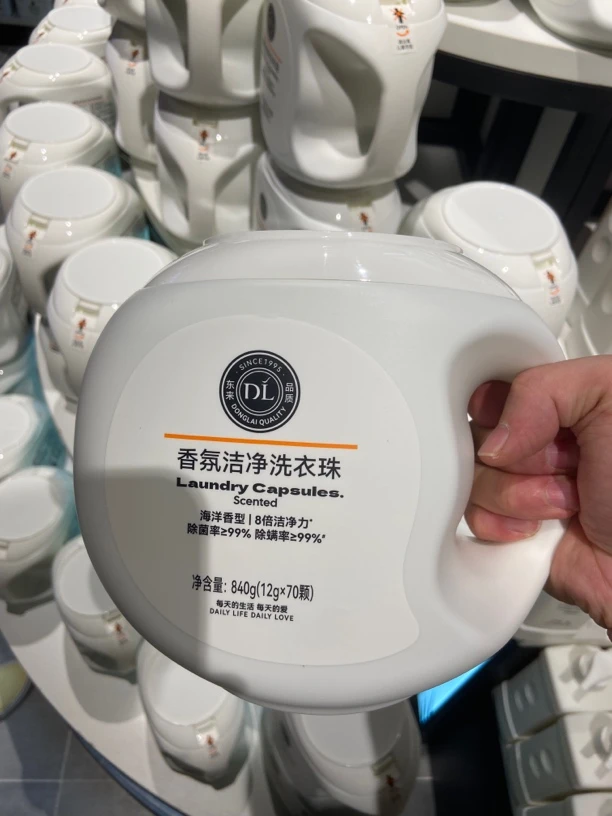 SINCE1995
东来
品质
DL
DONGLAI QUALITY
香氛洁净洗衣珠
Laundry Capsules.
Scented
海洋香型 | 8倍洁净力*
除菌率≥99% 除螨率≥99%*
净含量: 840g(12g×70颗)
每天的生活 每天的爱
DAILY LIFE DAILY LOVE